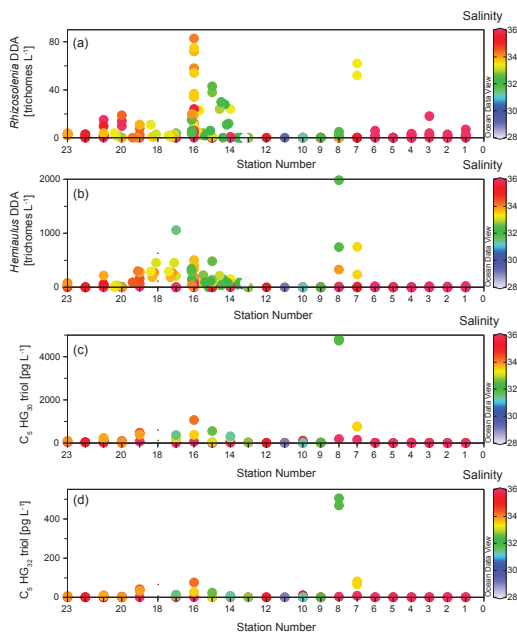 Salinity
(a)
Rhizosolenia DDA
[trichomes L⁻¹]
80
40
0
23 20 18 16 14 12 10 9 8 7 6 5 4 3 2 1 0
Station Number
Ocean Data View
36
34
32
30
28
Salinity
(b)
Hemiaulus DDA
[trichomes L⁻¹]
2000
1000
0
23 20 18 16 14 12 10 9 8 7 6 5 4 3 2 1 0
Station Number
Ocean Data View
36
34
32
30
28
Salinity
(c)
C₅ HG₃₀ triol [pg L⁻¹]
4000
2000
0
23 20 18 16 14 12 10 9 8 7 6 5 4 3 2 1 0
Station Number
Ocean Data View
36
34
32
30
28
Salinity
(d)
C₅ HG₃₂ triol [pg L⁻¹]
400
200
0
23 20 18 16 14 12 10 9 8 7 6 5 4 3 2 1 0
Station Number
Ocean Data View
36
34
32
30
28